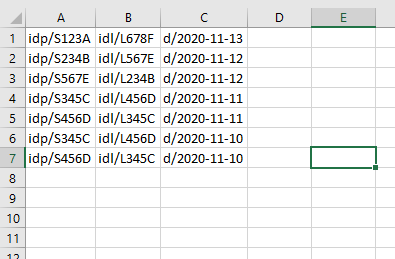 A B C D E
1 idp/S123A idl/L678F d/2020-11-13
2 idp/S234B idl/L567E d/2020-11-12
3 idp/S567E idl/L234B d/2020-11-12
4 idp/S345C idl/L456D d/2020-11-11
5 idp/S456D idl/L345C d/2020-11-11
6 idp/S345C idl/L456D d/2020-11-10
7 idp/S456D idl/L345C d/2020-11-10
8
9
10
11
12